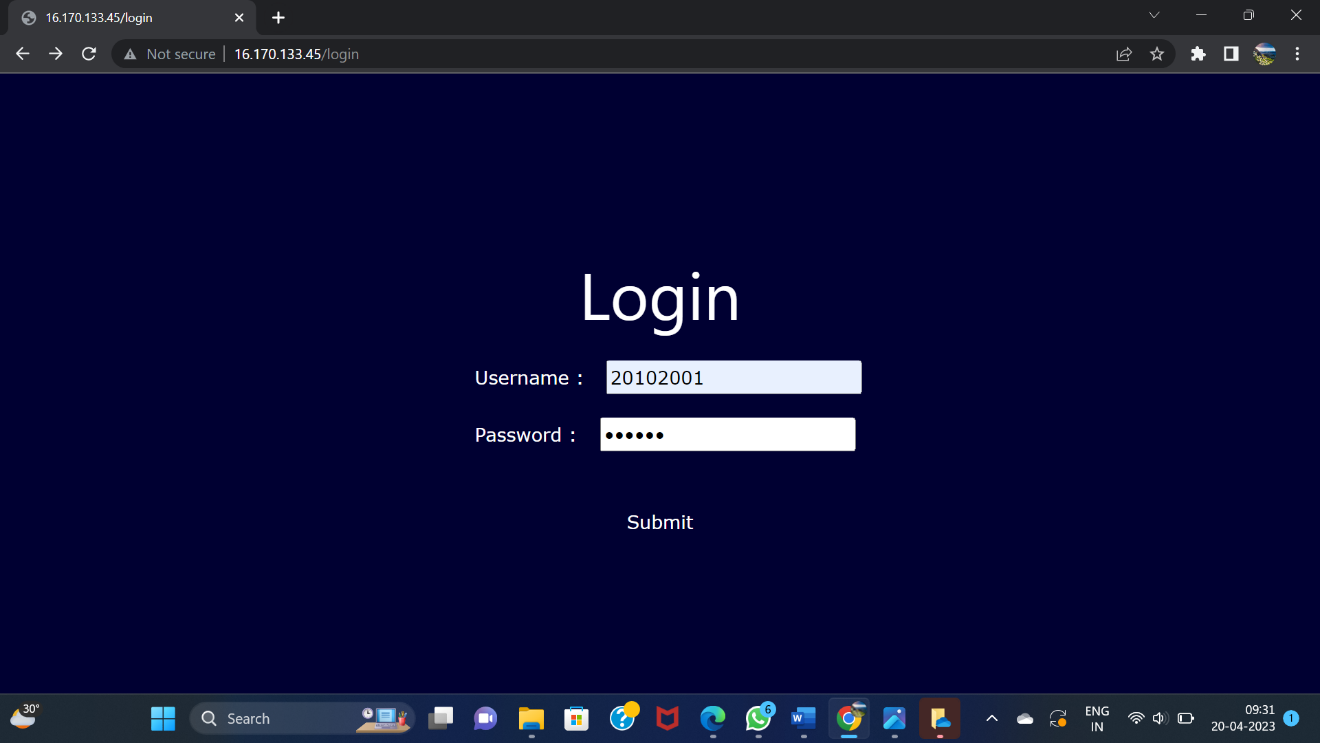 16.170.133.45/login
Not secure | 16.170.133.45/login
Login
Username : 20102001
Password : ••••••
Submit
30°
Search
6
W
ENG
IN
09:31
20-04-2023
1